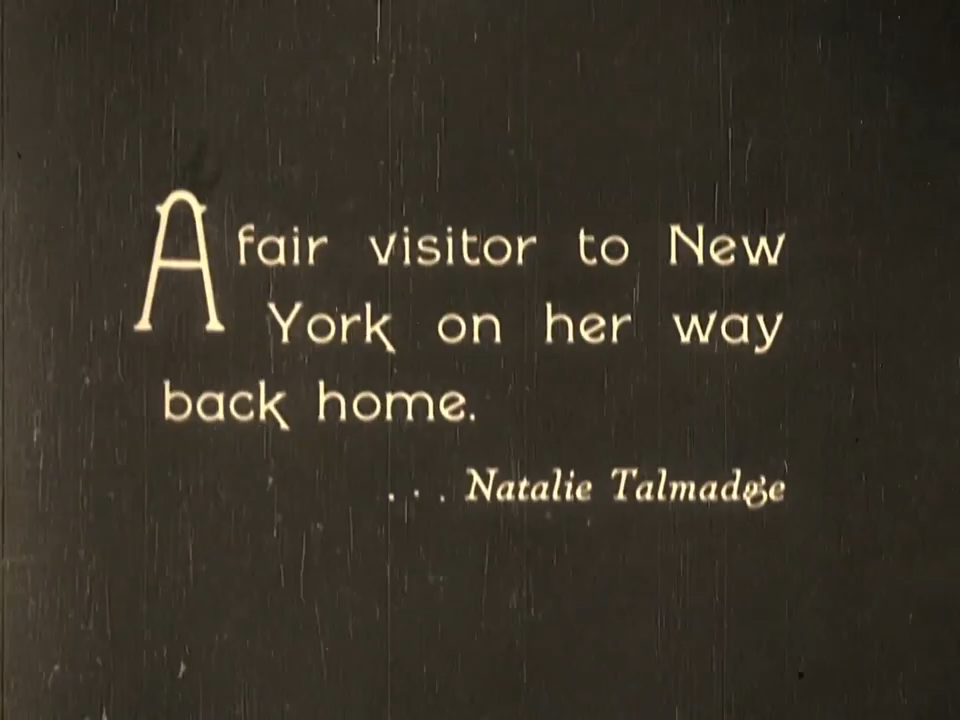 A fair visitor to New
York on her way
back home.
. . . Natalie Talmadge